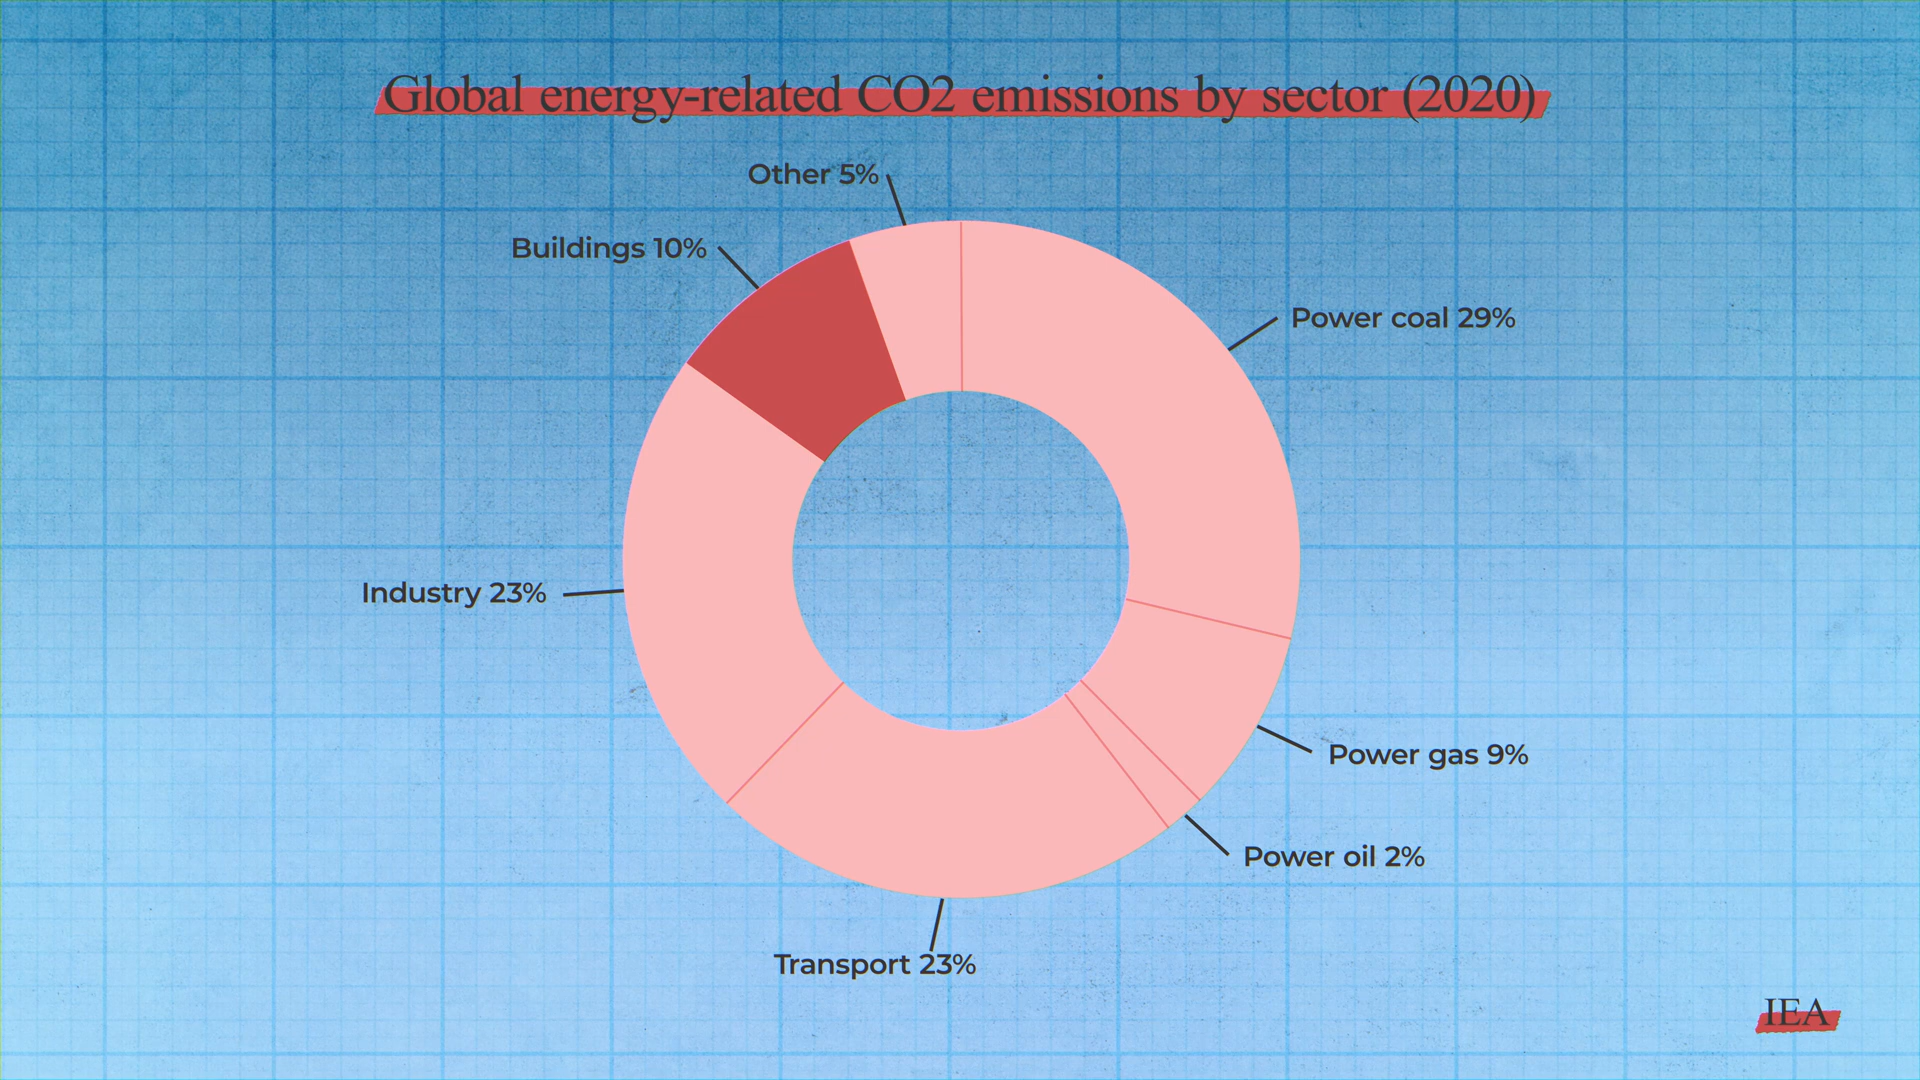 Global energy-related CO2 emissions by sector (2020)
Other 5%
Buildings 10%
Power coal 29%
Industry 23%
Power gas 9%
Power oil 2%
Transport 23%
IEA